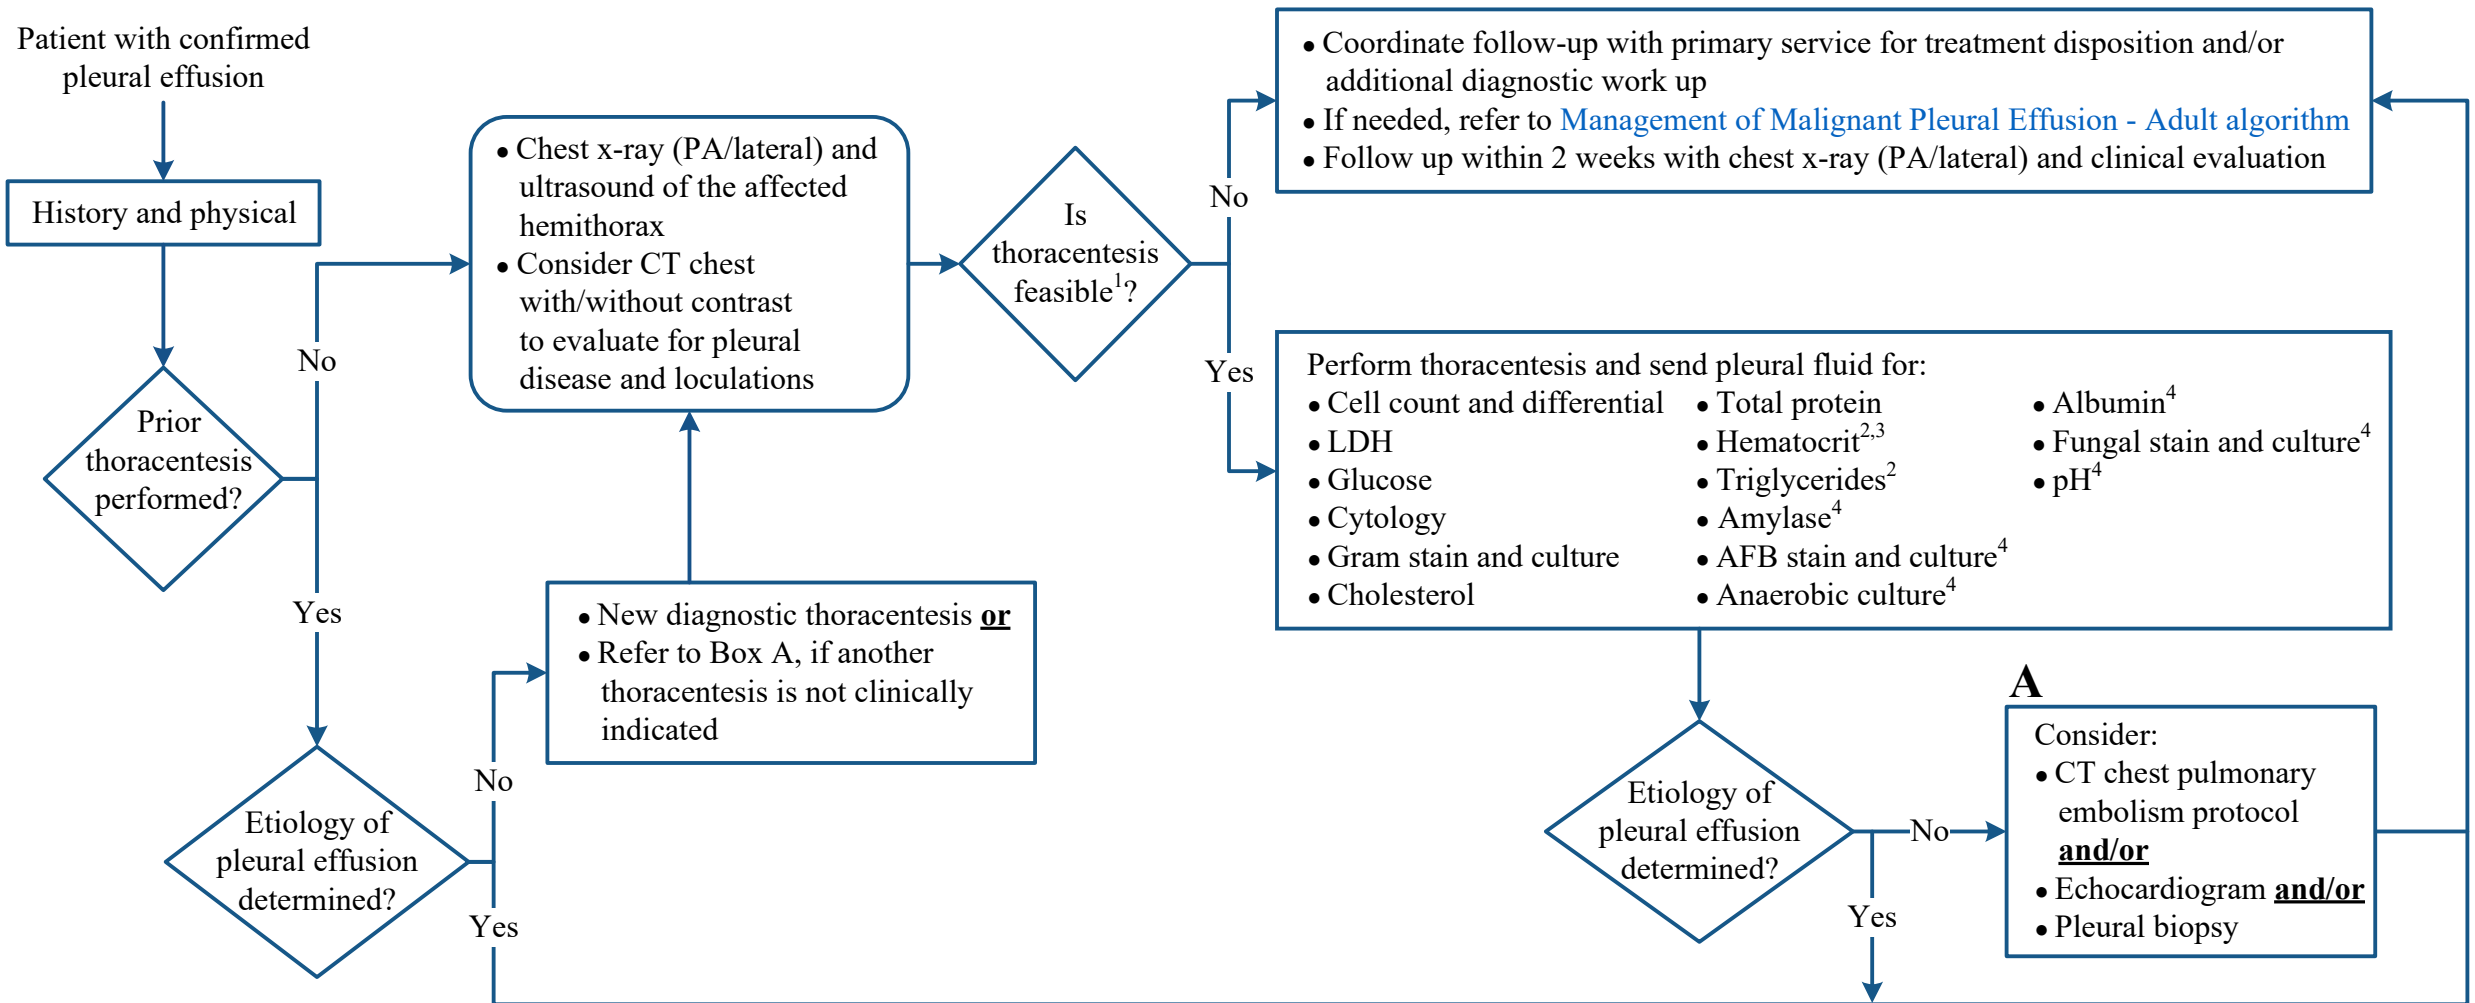 Patient with confirmed
pleural effusion
History and physical
Prior
thoracentesis
performed?
No
Yes
• Chest x-ray (PA/lateral) and
ultrasound of the affected
hemithorax
• Consider CT chest
with/without contrast
to evaluate for pleural
disease and loculations
Etiology of
pleural effusion
determined?
No
Yes
• New diagnostic thoracentesis or
• Refer to Box A, if another
thoracentesis is not clinically
indicated
Is
thoracentesis
feasible¹?
No
Yes
• Coordinate follow-up with primary service for treatment disposition and/or
additional diagnostic work up
• If needed, refer to Management of Malignant Pleural Effusion - Adult algorithm
• Follow up within 2 weeks with chest x-ray (PA/lateral) and clinical evaluation
Perform thoracentesis and send pleural fluid for:
• Cell count and differential
• LDH
• Glucose
• Cytology
• Gram stain and culture
• Cholesterol
• Total protein
• Hematocrit²,³
• Triglycerides²
• Amylase⁴
• AFB stain and culture⁴
• Anaerobic culture⁴
• Albumin⁴
• Fungal stain and culture⁴
• pH⁴
Etiology of
pleural effusion
determined?
No
Yes
A
Consider:
• CT chest pulmonary
embolism protocol
and/or
• Echocardiogram and/or
• Pleural biopsy